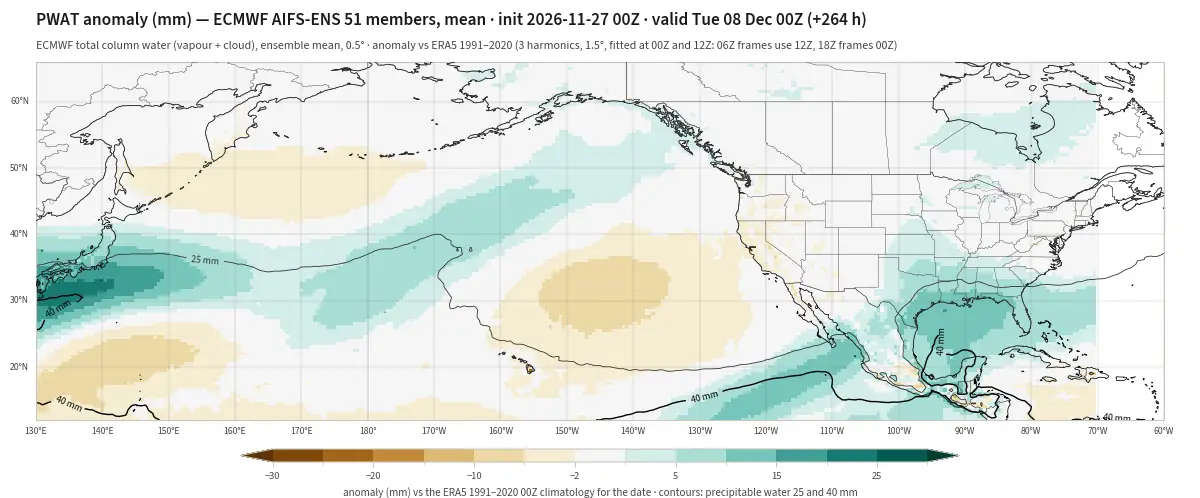 PWAT anomaly (mm) — ECMWF AIFS-ENS 51 members, mean · init 2026-11-27 00Z · valid Tue 08 Dec 00Z (+264 h)
ECMWF total column water (vapour + cloud), ensemble mean, 0.5° · anomaly vs ERA5 1991–2020 (3 harmonics, 1.5°, fitted at 00Z and 12Z: 06Z frames use 12Z, 18Z frames 00Z)
60°N
50°N
40°N
25 mm
30°N
40 mm
40 mm
20°N
40 mm
40 mm
40 mm
130°E 140°E 150°E 160°E 170°E 180° 170°W 160°W 150°W 140°W 130°W 120°W 110°W 100°W 90°W 80°W 70°W 60°W
−30 −20 −10 −2 5 15 25
anomaly (mm) vs the ERA5 1991–2020 00Z climatology for the date · contours: precipitable water 25 and 40 mm